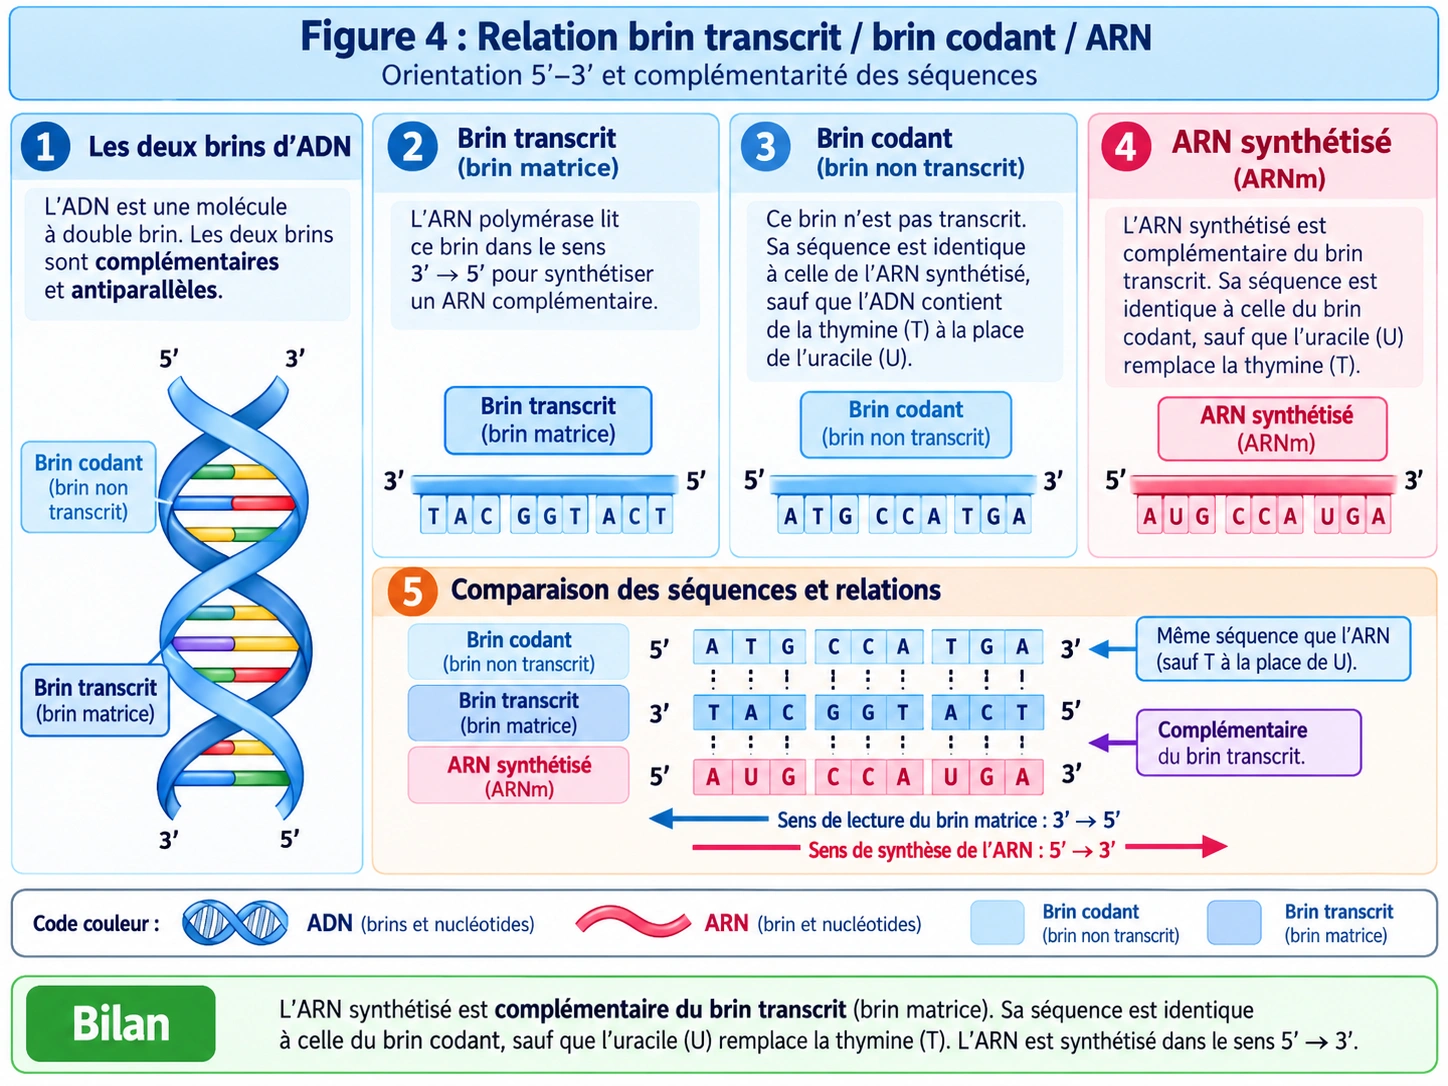 Figure 4 : Relation brin transcrit / brin codant / ARN
Orientation 5’–3’ et complémentarité des séquences
1 Les deux brins d’ADN
L’ADN est une molécule
à double brin. Les deux brins
sont complémentaires
et antiparallèles.
5’ 3’
Brin codant
(brin non
transcrit)
Brin transcrit
(brin matrice)
3’ 5’
2 Brin transcrit
(brin matrice)
L’ARN polymérase lit
ce brin dans le sens
3’ → 5’ pour synthétiser
un ARN complémentaire.
Brin transcrit
(brin matrice)
3’ 5’
T A C G G T A C T
3 Brin codant
(brin non transcrit)
Ce brin n’est pas transcrit.
Sa séquence est identique
à celle de l’ARN synthétisé,
sauf que l’ADN contient
de la thymine (T) à la place
de l’uracile (U).
Brin codant
(brin non transcrit)
5’ 3’
A T G C C A T G A
4 ARN synthétisé
(ARNm)
L’ARN synthétisé est
complémentaire du brin
transcrit. Sa séquence est
identique à celle du brin
codant, sauf que l’uracile (U)
remplace la thymine (T).
ARN synthétisé
(ARNm)
5’ 3’
A U G C C A U G A
5 Comparaison des séquences et relations
Brin codant
(brin non transcrit)
5’ A T G C C A T G A 3’
Même séquence que l’ARN
(sauf T à la place de U).
Brin transcrit
(brin matrice)
3’ T A C G G T A C T 5’
Complémentaire
du brin transcrit.
ARN synthétisé
(ARNm)
5’ A U G C C A U G A 3’
Sens de lecture du brin matrice : 3’ → 5’
Sens de synthèse de l’ARN : 5’ → 3’
Code couleur : ADN (brins et nucléotides) ARN (brin et nucléotides)
Brin codant
(brin non transcrit)
Brin transcrit
(brin matrice)
Bilan
L’ARN synthétisé est complémentaire du brin transcrit (brin matrice). Sa séquence est identique
à celle du brin codant, sauf que l’uracile (U) remplace la thymine (T). L’ARN est synthétisé dans le sens 5’ → 3’.